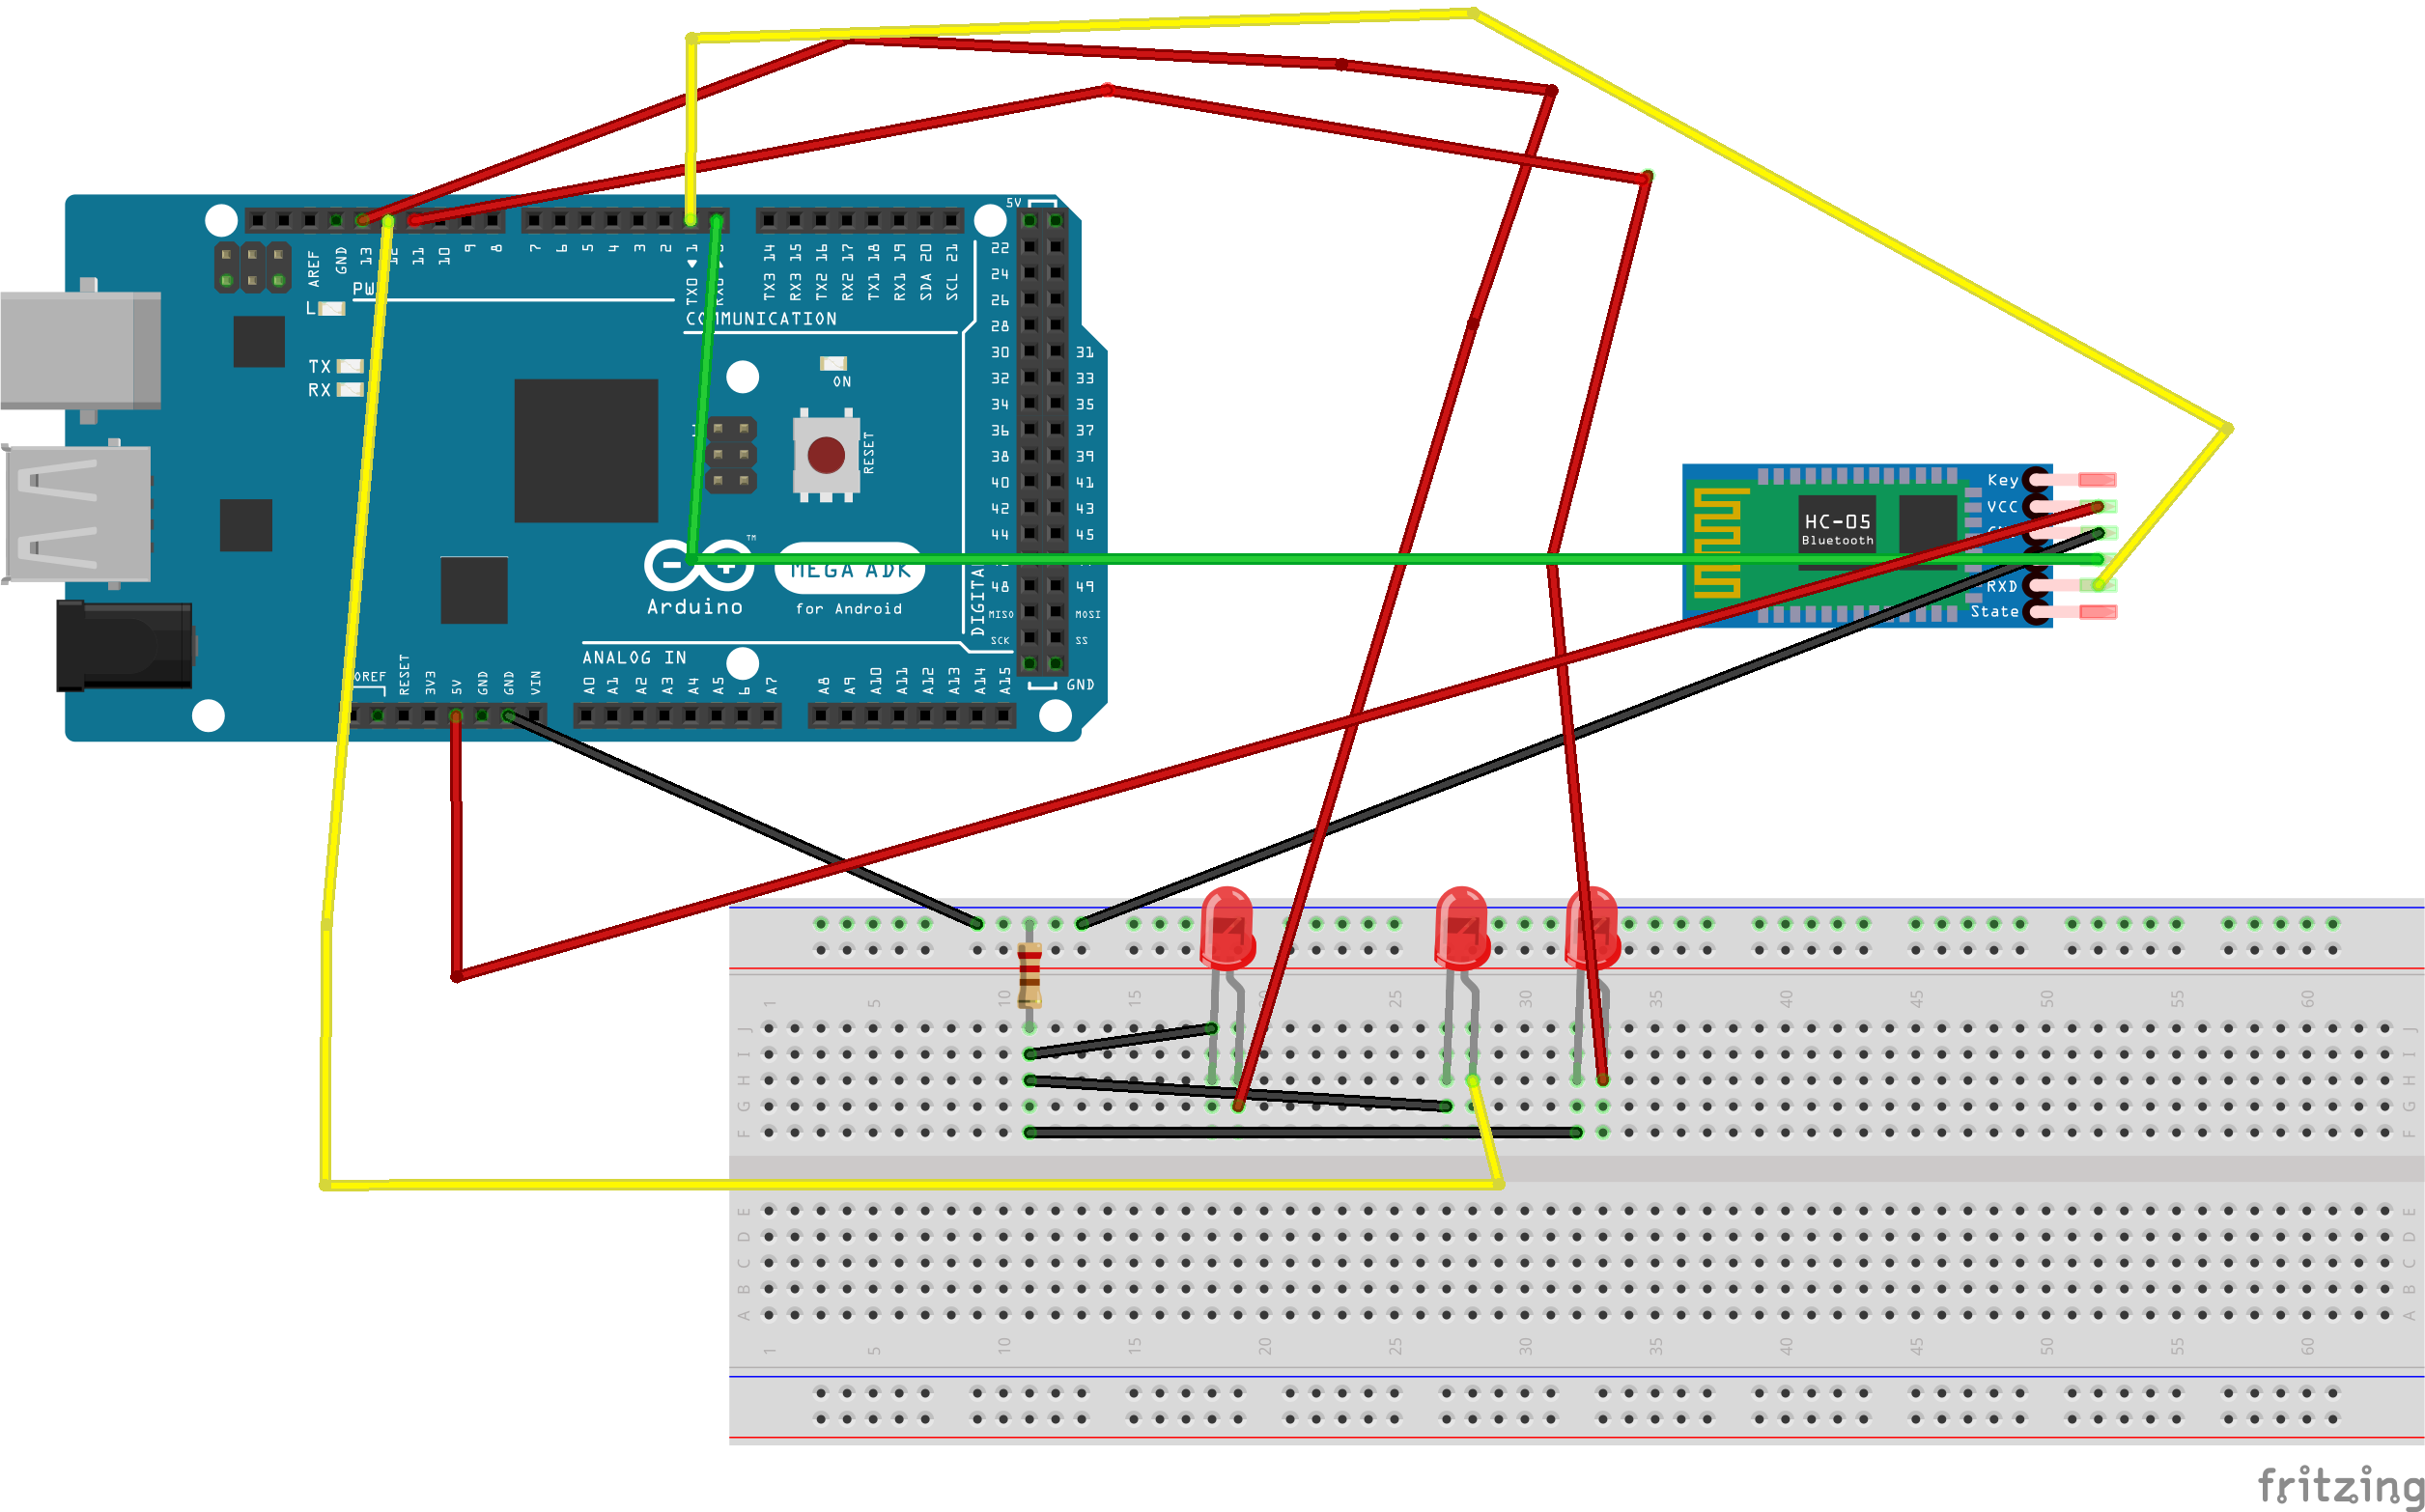 5V
AREF
GND
13
12
11
10
9
8
7
6
5
4
3
2
TX0 1
RX0
TX3 14
RX3 15
TX2 16
RX2 17
TX1 18
RX1 19
SDA 20
SCL 21
PW
COMMUNICATION
L
TX
RX
ON
RESET
22
24
26
28
30 31
32 33
34 35
36 37
38 39
40 41
42 43
44 45
48 49
MISO MOSI
SCK SS
GND
DIGITAL
TM
MEGA ADK
Arduino
for Android
ANALOG IN
IOREF
RESET
3V3
5V
GND
GND
VIN
A0
A1
A2
A3
A4
A5
6
A7
A8
A9
A10
A11
A12
A13
A14
A15
HC-05
Bluetooth
Key
VCC
RXD
State
1 5 10 15 25 30 35 40 45 50 55 60
J J
I I
H H
G G
F F
E E
D D
C C
B B
A A
1 5 10 15 20 25 30 35 40 45 50 55 60
fritzing